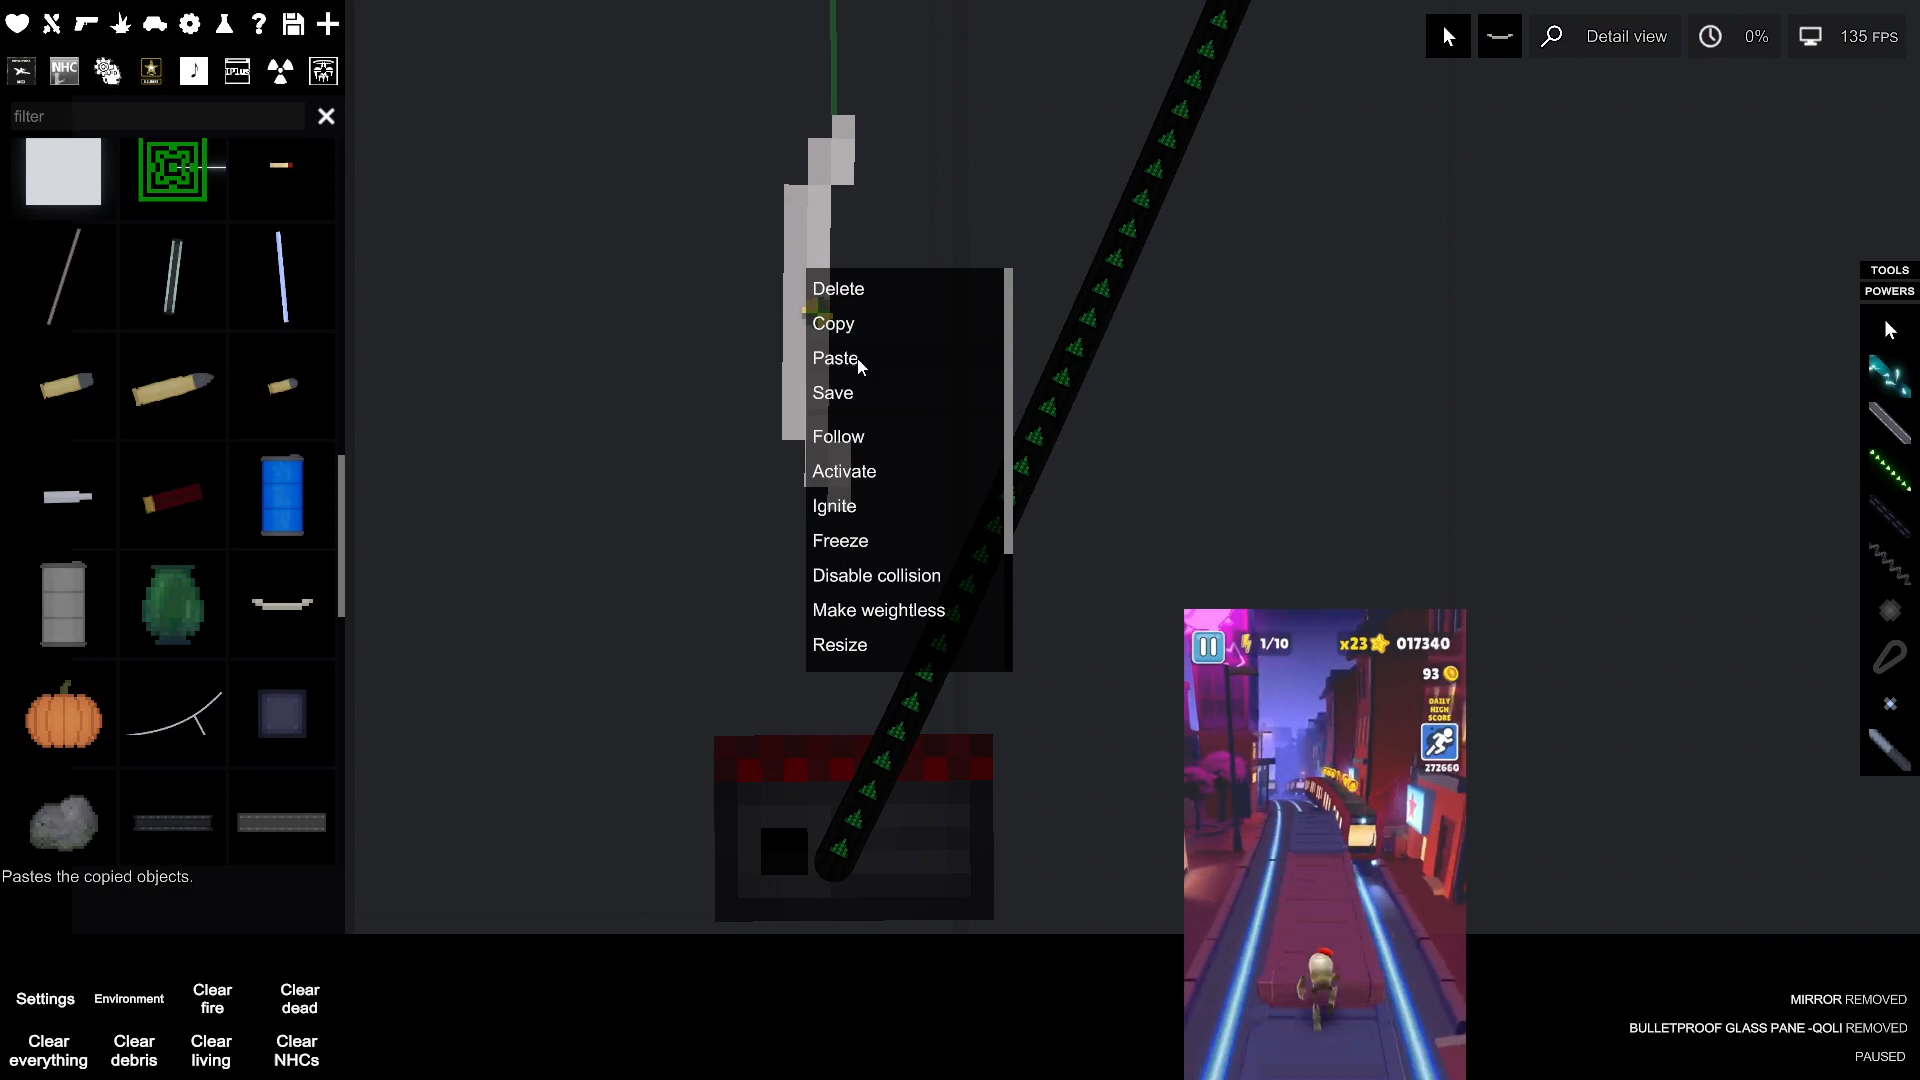 NHC
IPLUS
filter
Detail view
0%
135 FPS
TOOLS
POWERS
Delete
Copy
Paste
Save
Follow
Activate
Ignite
Freeze
Disable collision
Make weightless
Resize
1/10
x23
017340
93
DAILY
HIGH
SCORE
272660
Pastes the copied objects.
Settings
Environment
Clear
fire
Clear
dead
Clear
everything
Clear
debris
Clear
living
Clear
NHCs
MIRROR REMOVED
BULLETPROOF GLASS PANE -QOLI REMOVED
PAUSED